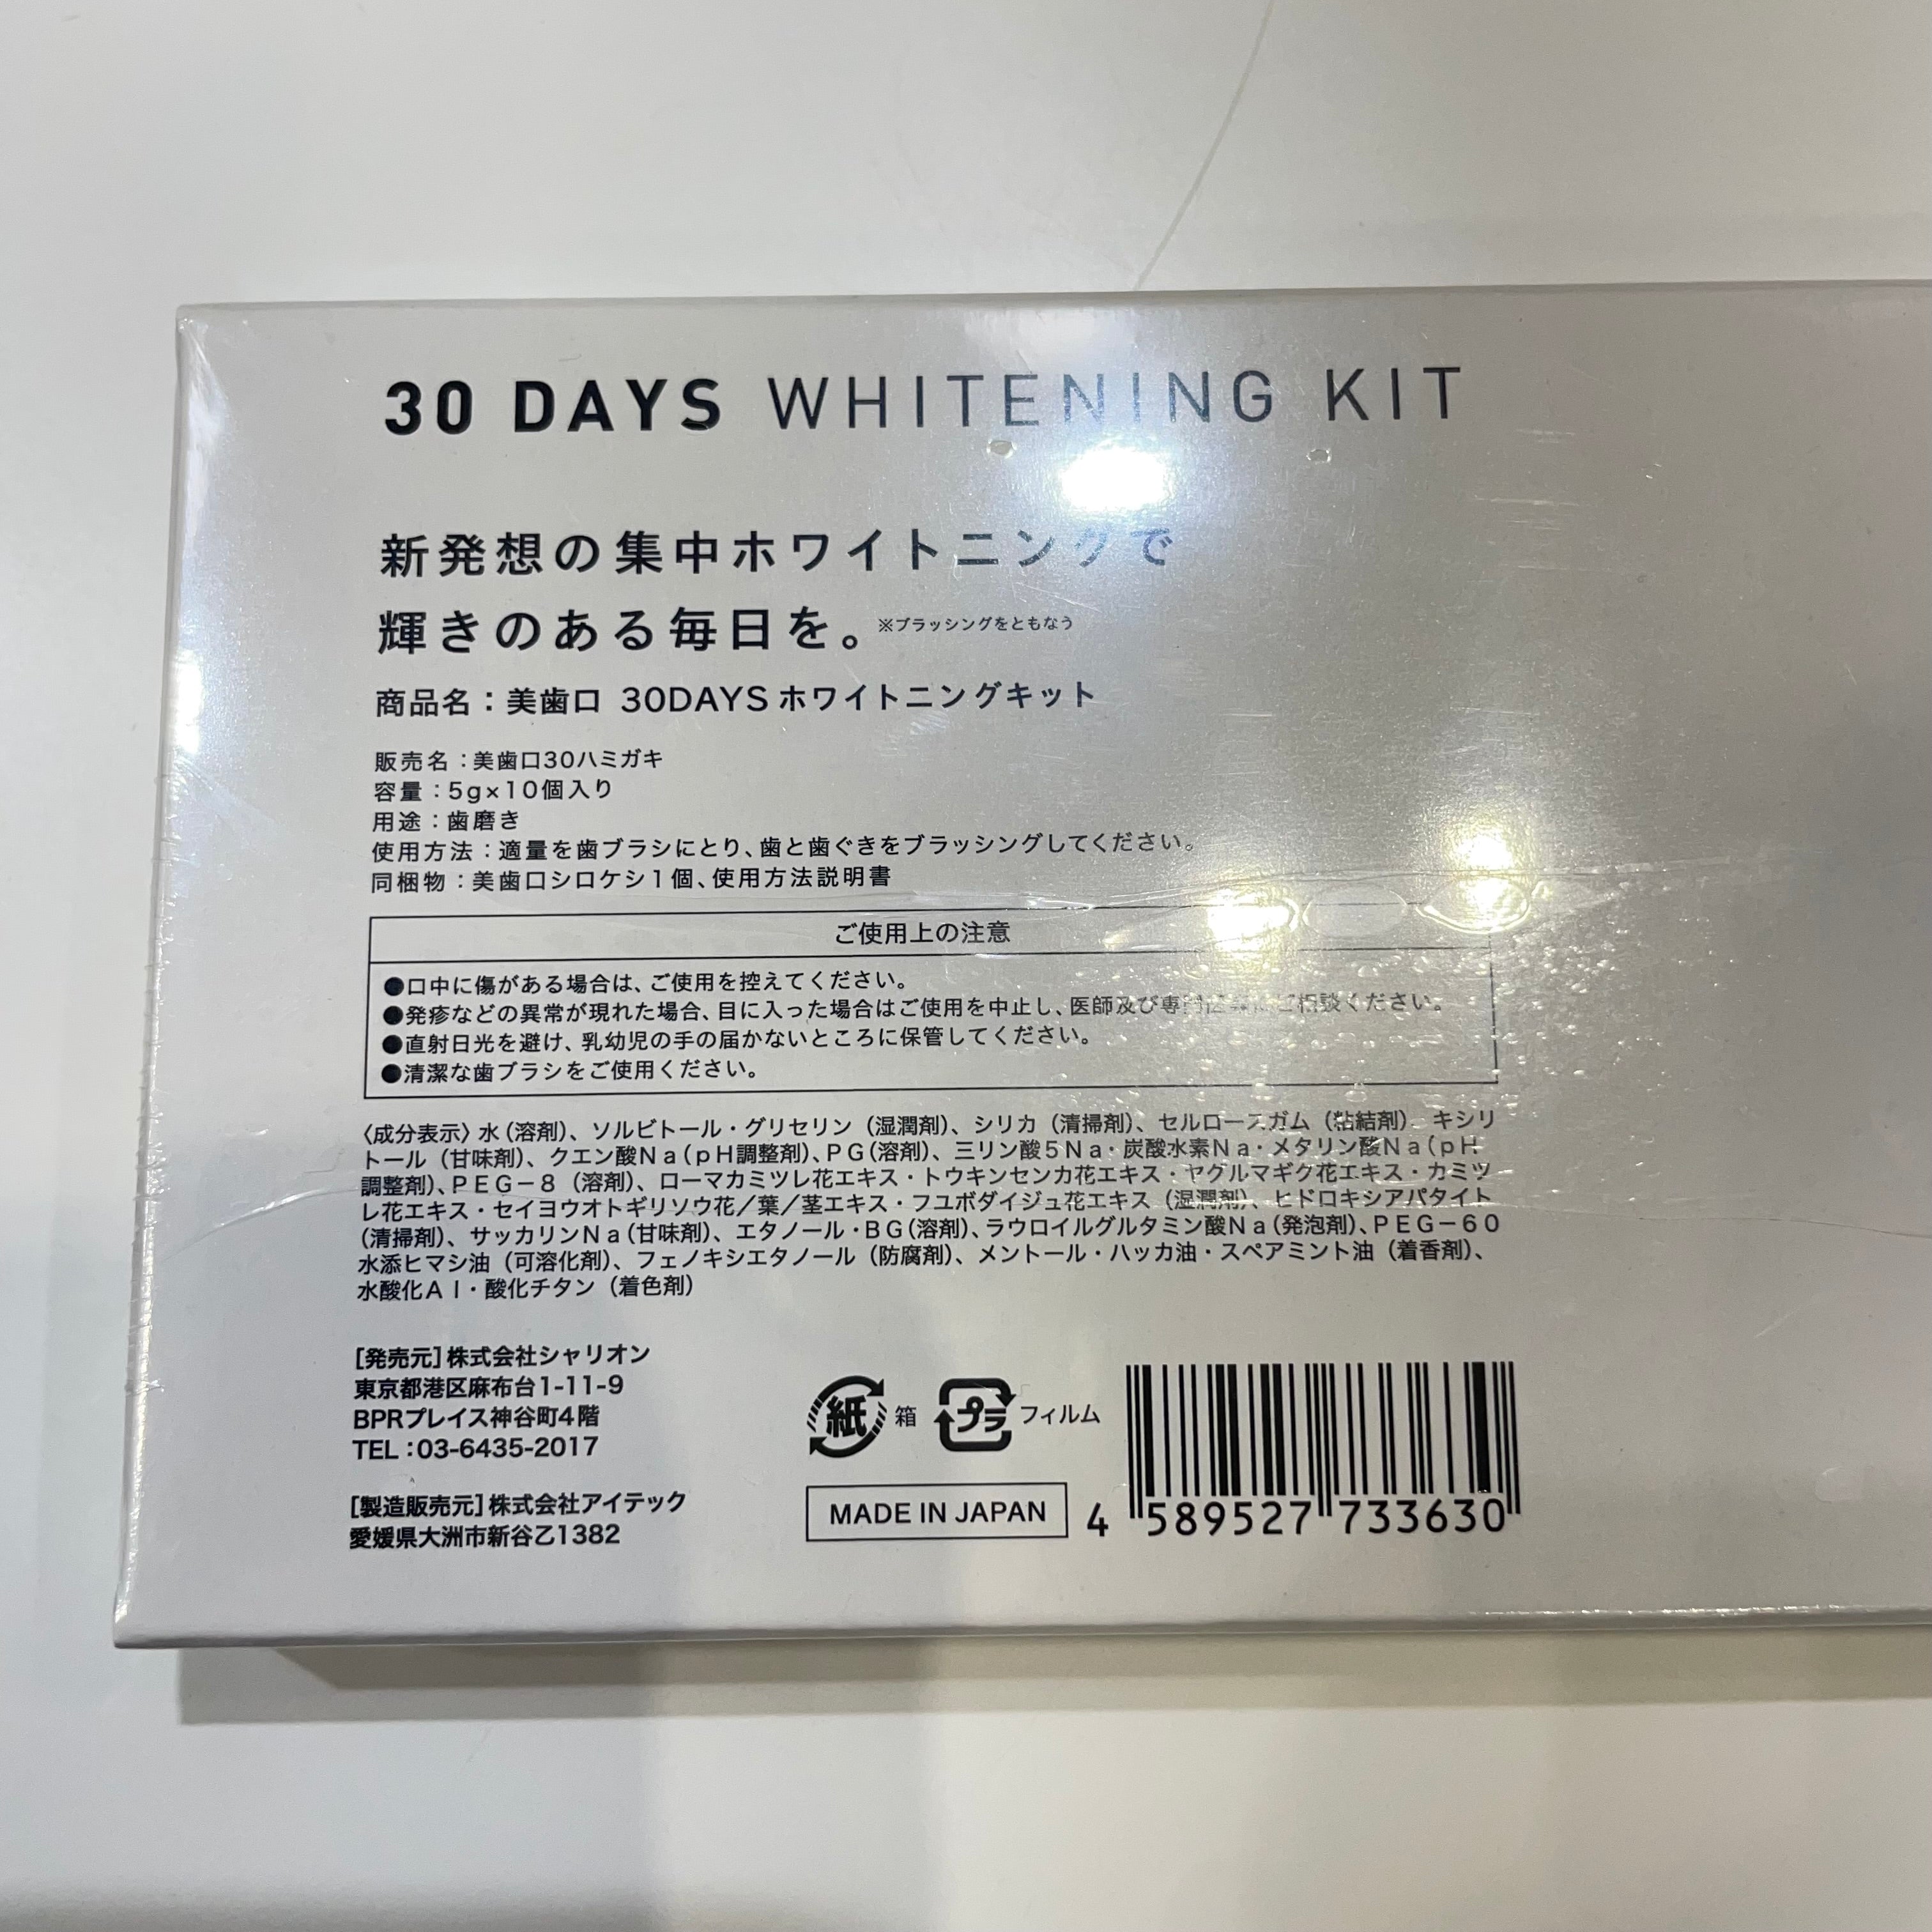 30 DAYS WHITENING KIT
新発想の集中ホワイトニングで
輝きのある毎日を。※ブラッシングをともなう
商品名：美歯口 30DAYS ホワイトニングキット
販売名：美歯口30ハミガキ
容量：5g×10個入り
用途：歯磨き
使用方法：適量を歯ブラシにとり、歯と歯ぐきをブラッシングしてください。
同梱物：美歯口シロケシ1個、使用方法説明書
ご使用上の注意
●口中に傷がある場合は、ご使用を控えてください。
●発疹などの異常が現れた場合、目に入った場合はご使用を中止し、医師及び専門 ご相談ください。
●直射日光を避け、乳幼児の手の届かないところに保管してください。
●清潔な歯ブラシをご使用ください。
〈成分表示〉水（溶剤）、ソルビトール・グリセリン（湿潤剤）、シリカ（清掃剤）、セルロースガム（粘結剤）、キシリ
トール（甘味剤）、クエン酸Na（pH調整剤）、PG（溶剤）、三リン酸5Na・炭酸水素Na・メタリン酸Na（pH
調整剤）、PEG－8（溶剤）、ローマカミツレ花エキス・トウキンセンカ花エキス・ヤグルマギク花エキス・カミツ
レ花エキス・セイヨウオトギリソウ花／葉／茎エキス・フユボダイジュ花エキス（湿潤剤）、ヒドロキシアパタイト
（清掃剤）、サッカリンNa（甘味剤）、エタノール・BG（溶剤）、ラウロイルグルタミン酸Na（発泡剤）、PEG－60
水添ヒマシ油（可溶化剤）、フェノキシエタノール（防腐剤）、メントール・ハッカ油・スペアミント油（着香剤）、
水酸化Al・酸化チタン（着色剤）
[発売元]株式会社シャリオン
東京都港区麻布台1-11-9
BPRプレイス神谷町4階
TEL：03-6435-2017
[製造販売元]株式会社アイテック
愛媛県大洲市新谷乙1382
紙 箱 プラ フィルム
MADE IN JAPAN
4 589527 733630